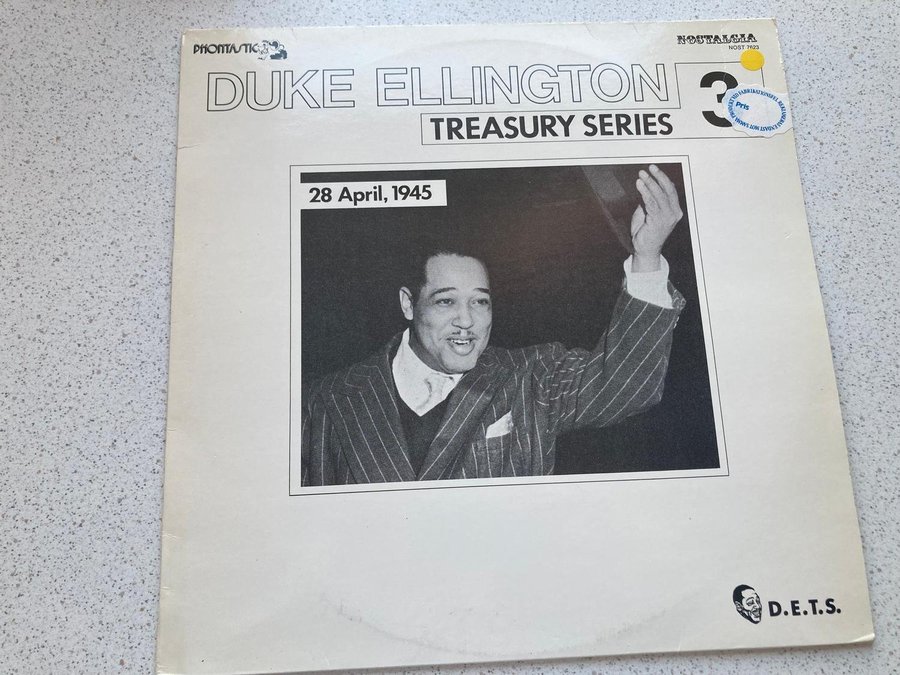 PHONTASTIC
NOSTALGIA
NOST 7623
DUKE ELLINGTON
3
TREASURY SERIES
Pris
28 April, 1945
D.E.T.S.